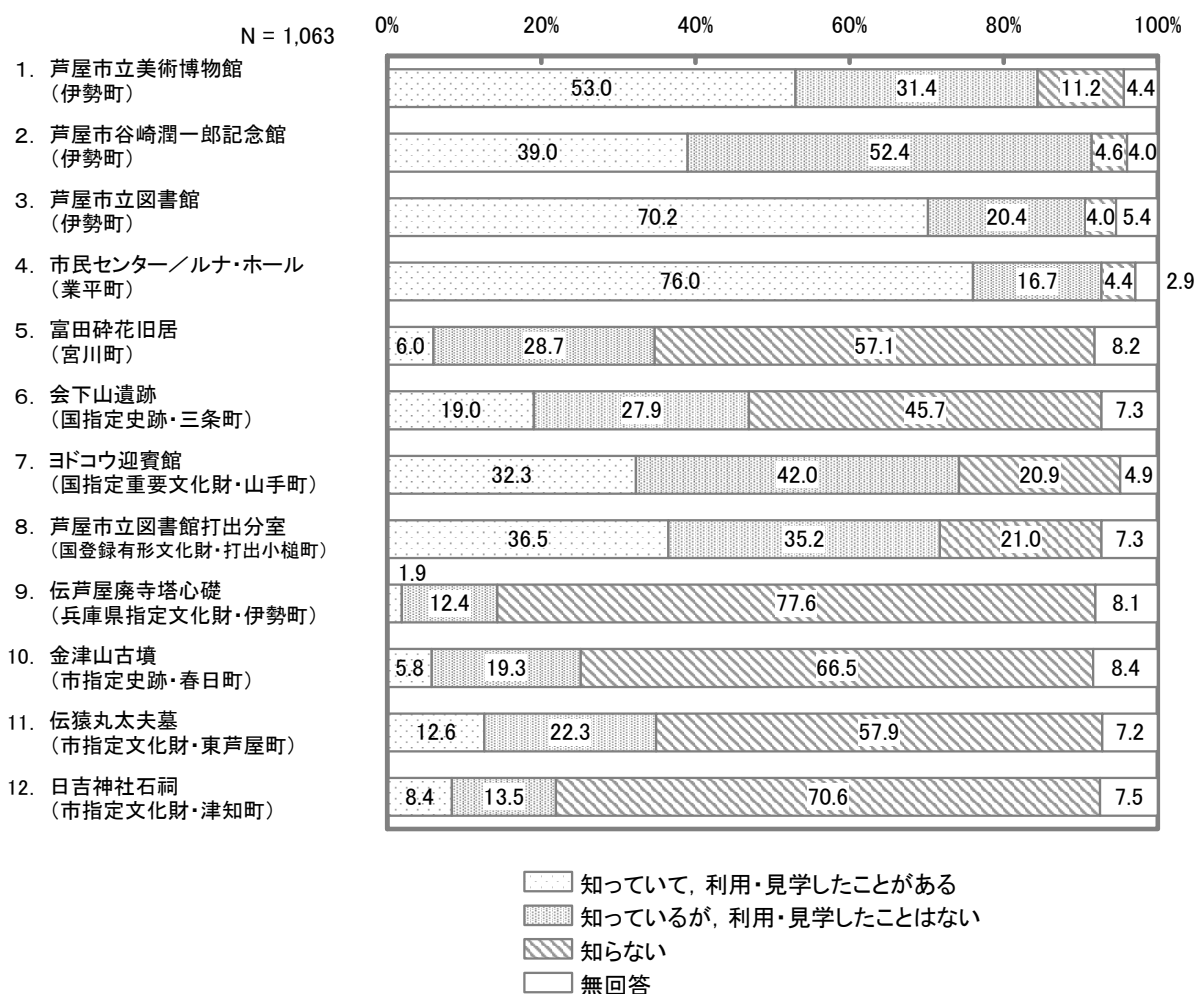 N = 1,063
0% 20% 40% 60% 80% 100%
1. 芦屋市立美術博物館
（伊勢町）
53.0 31.4 11.2 4.4
2. 芦屋市谷崎潤一郎記念館
（伊勢町）
39.0 52.4 4.6 4.0
3. 芦屋市立図書館
（伊勢町）
70.2 20.4 4.0 5.4
4. 市民センター／ルナ・ホール
（業平町）
76.0 16.7 4.4 2.9
5. 富田砕花旧居
（宮川町）
6.0 28.7 57.1 8.2
6. 会下山遺跡
（国指定史跡・三条町）
19.0 27.9 45.7 7.3
7. ヨドコウ迎賓館
（国指定重要文化財・山手町）
32.3 42.0 20.9 4.9
8. 芦屋市立図書館打出分室
（国登録有形文化財・打出小槌町）
36.5 35.2 21.0 7.3
9. 伝芦屋廃寺塔心礎
（兵庫県指定文化財・伊勢町）
1.9 12.4 77.6 8.1
10. 金津山古墳
（市指定史跡・春日町）
5.8 19.3 66.5 8.4
11. 伝猿丸太夫墓
（市指定文化財・東芦屋町）
12.6 22.3 57.9 7.2
12. 日吉神社石祠
（市指定文化財・津知町）
8.4 13.5 70.6 7.5
知っていて，利用・見学したことがある
知っているが，利用・見学したことはない
知らない
無回答